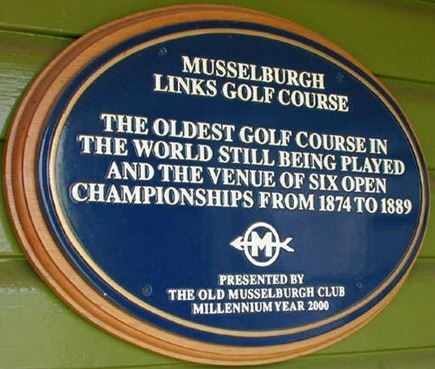 MUSSELBURGH
LINKS GOLF COURSE
THE OLDEST GOLF COURSE IN
THE WORLD STILL BEING PLAYED
AND THE VENUE OF SIX OPEN
CHAMPIONSHIPS FROM 1874 TO 1889
M
PRESENTED BY
THE OLD MUSSELBURGH CLUB
MILLENNIUM YEAR 2000